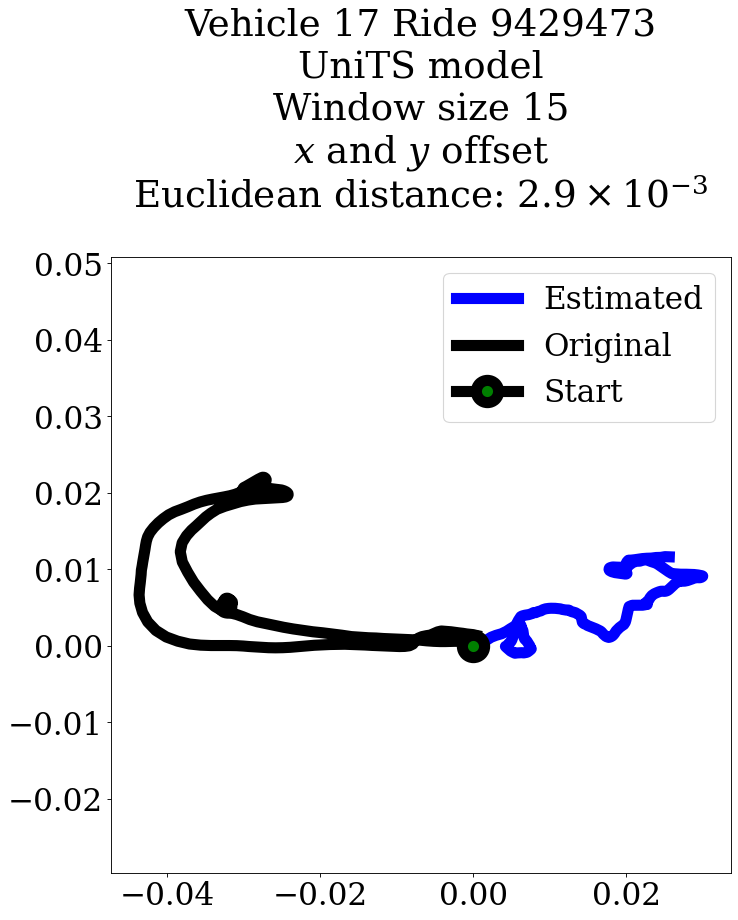 Vehicle 17 Ride 9429473
UniTS model
Window size 15
x and y offset
Euclidean distance: 2.9 × 10⁻³
Estimated
Original
Start
0.05
0.04
0.03
0.02
0.01
0.00
−0.01
−0.02
−0.04 −0.02 0.00 0.02